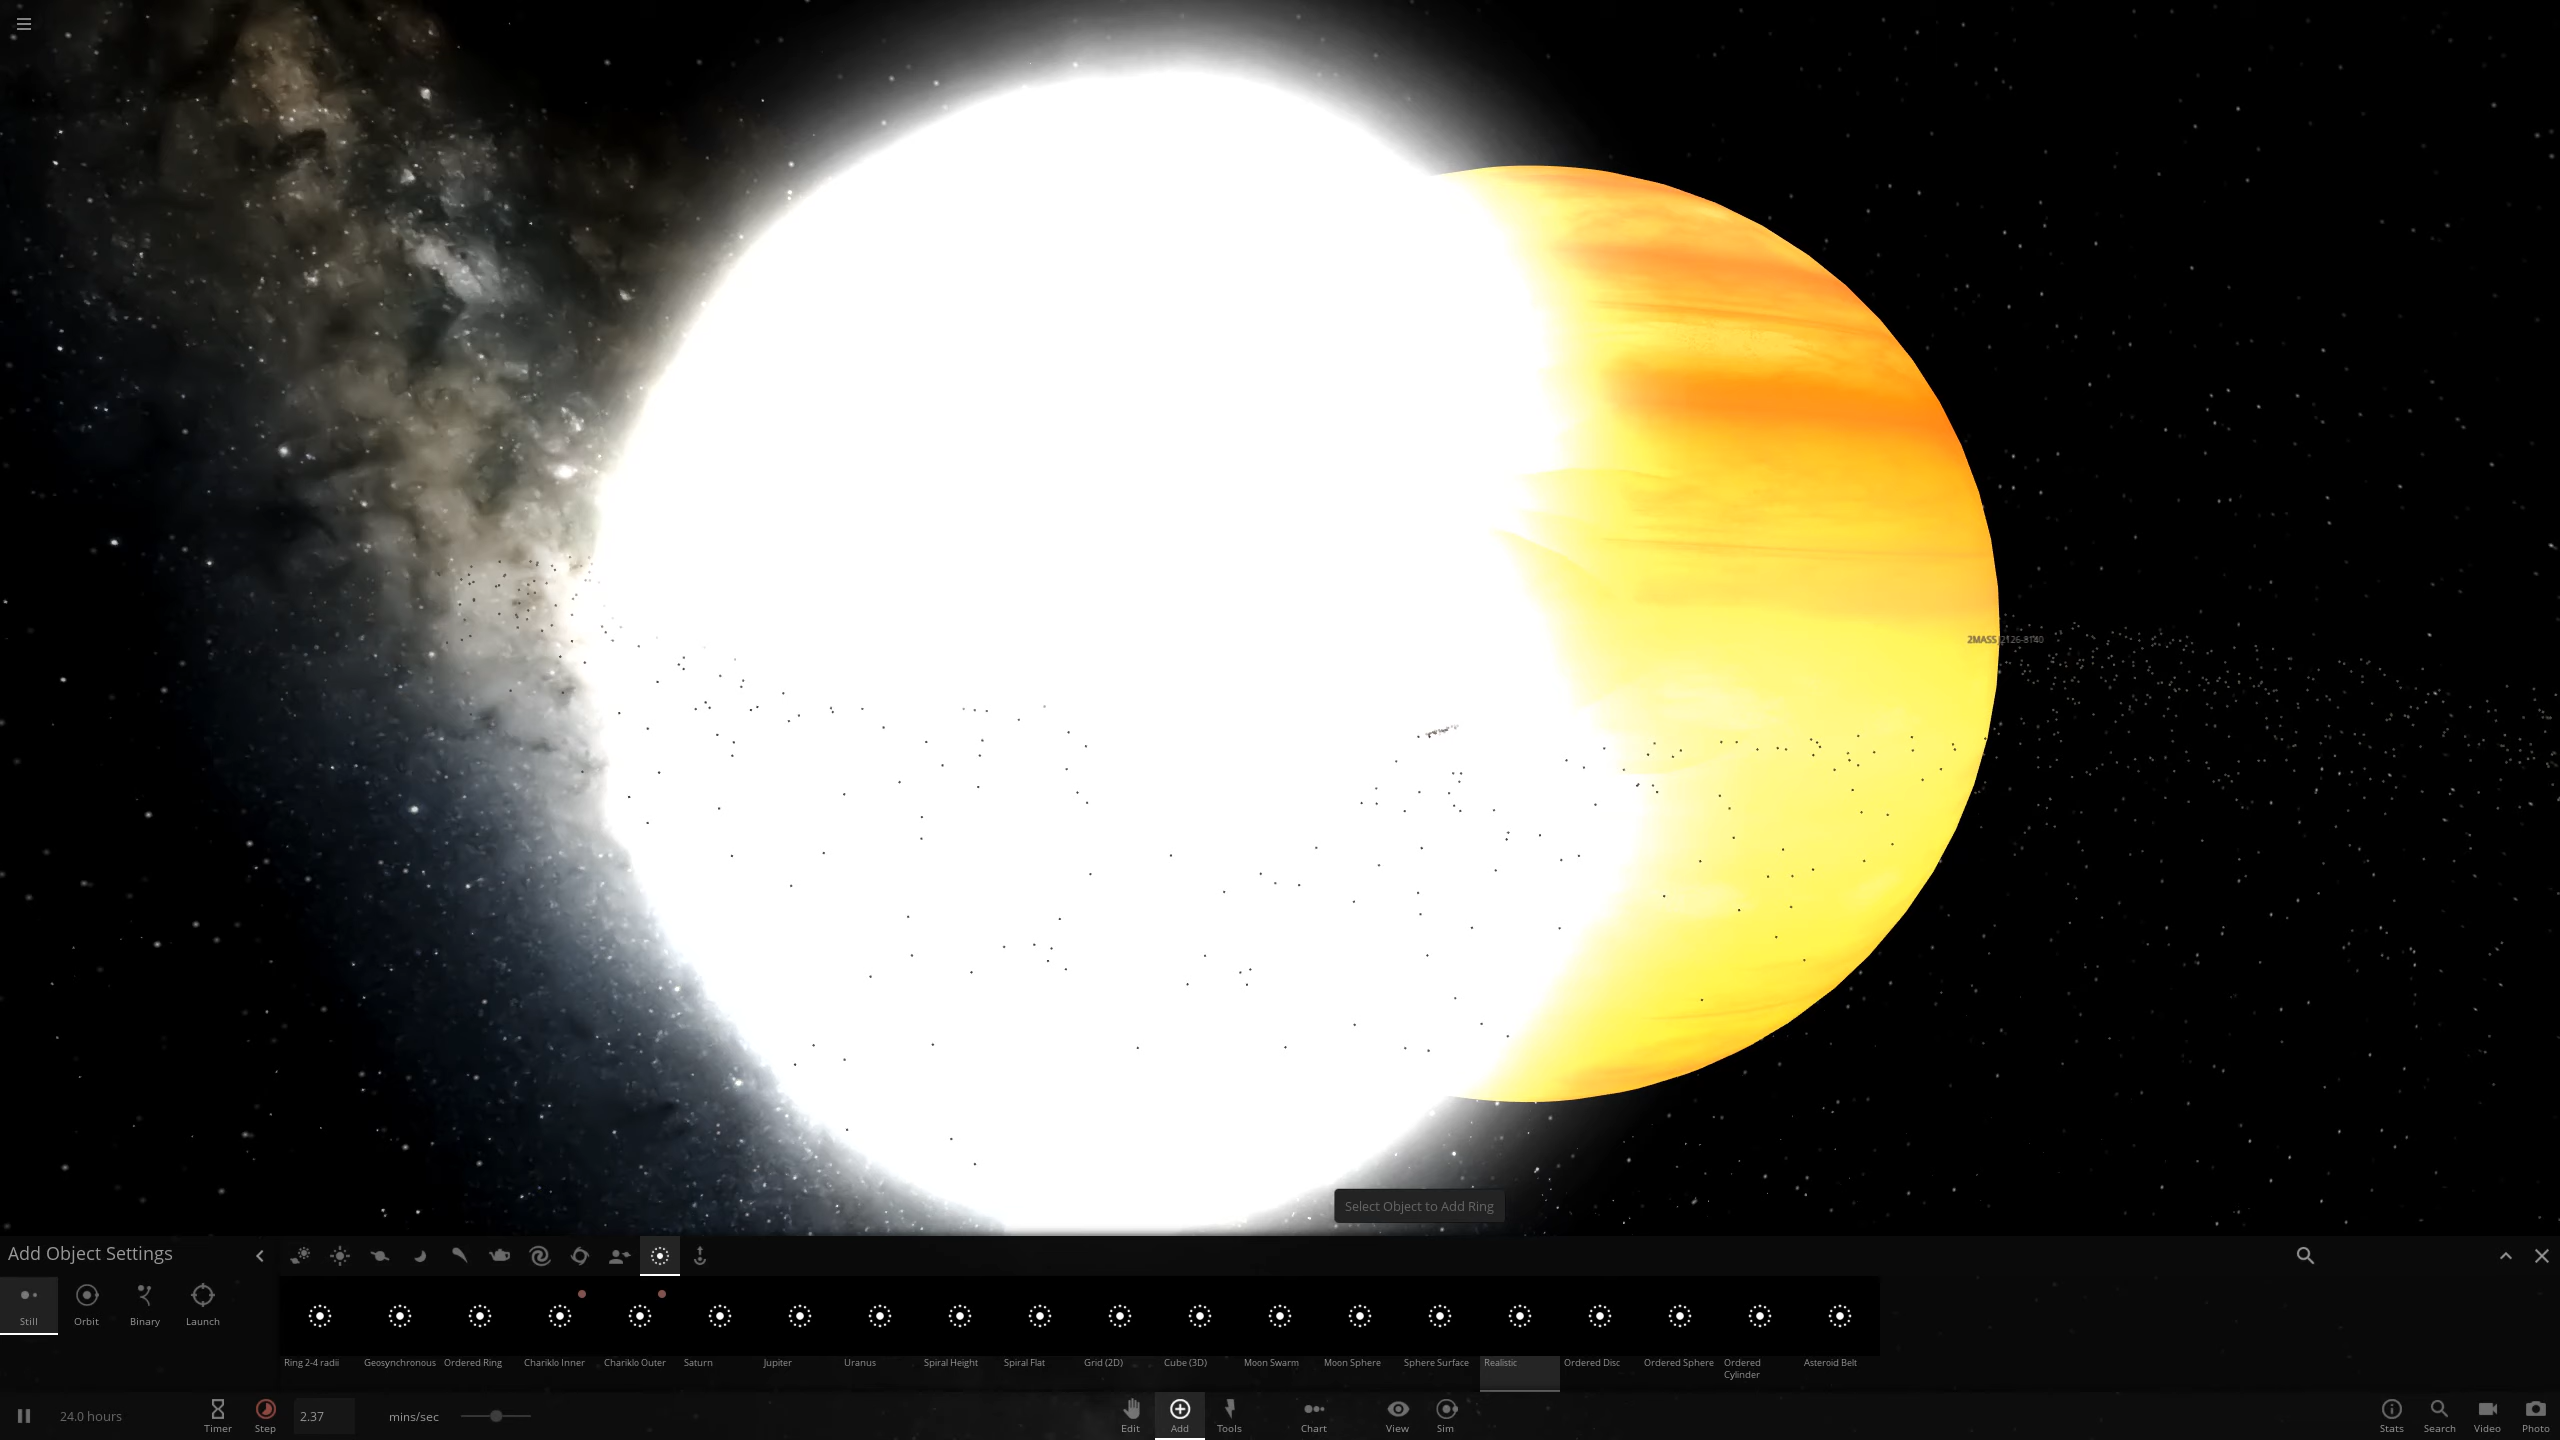 2MASS J2126-8140
Select Object to Add Ring
Add Object Settings
Still
Orbit
Binary
Launch
Ring 2-4 radii
Geosynchronous
Ordered Ring
Chariklo Inner
Chariklo Outer
Saturn
Jupiter
Uranus
Spiral Height
Spiral Flat
Grid (2D)
Cube (3D)
Moon Swarm
Moon Sphere
Sphere Surface
Realistic
Ordered Disc
Ordered Sphere
Ordered
Cylinder
Asteroid Belt
24.0 hours
Timer
Step
2.37
mins/sec
Edit
Add
Tools
Chart
View
Sim
Stats
Search
Video
Photo